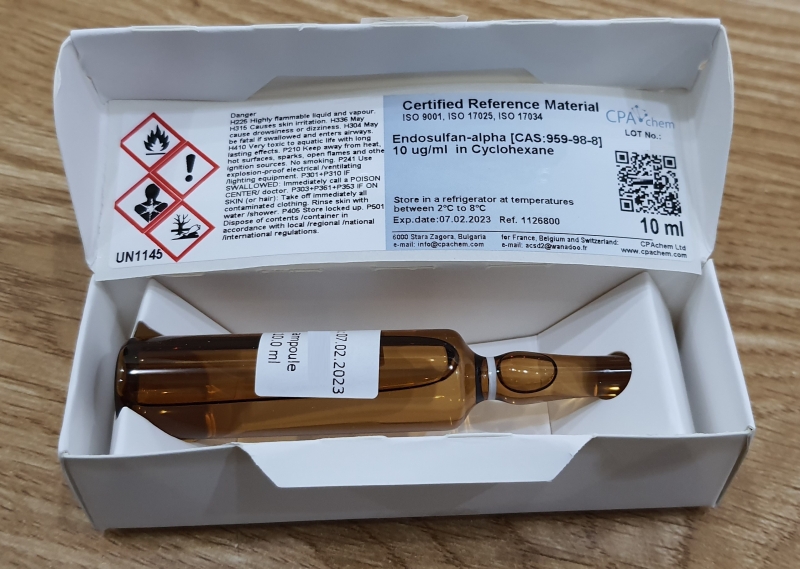 Danger
H225 Highly flammable liquid and vapour.
H315 Causes skin irritation. H336 May
cause drowsiness or dizziness. H304 May
be fatal if swallowed and enters airways.
H410 Very toxic to aquatic life with long
lasting effects. P210 Keep away from heat,
hot surfaces, sparks, open flames and other
ignition sources. No smoking. P241 Use
explosion-proof electrical /ventilating
/lighting equipment. P301+P310 IF
SWALLOWED: Immediately call a POISON
CENTER/ doctor. P303+P361+P353 IF ON
SKIN (or hair): Take off immediately all
contaminated clothing. Rinse skin with
water /shower. P405 Store locked up. P501
Dispose of contents /container in
accordance with local /regional /national
/international regulations.
UN1145
Certified Reference Material
ISO 9001, ISO 17025, ISO 17034
Endosulfan-alpha [CAS:959-98-8]
10 ug/ml in Cyclohexane
Store in a refrigerator at temperatures
between 2°C to 8°C
Exp.date:07.02.2023 Ref. 1126800
6000 Stara Zagora, Bulgaria
e-mail: info@cpachem.com
for France, Belgium and Switzerland:
e-mail: acsd2@wanadoo.fr
CPAchem
LOT No.:
10 ml
CPAchem Ltd
www.cpachem.com
:07.02.2023
ampoule
10.0 ml